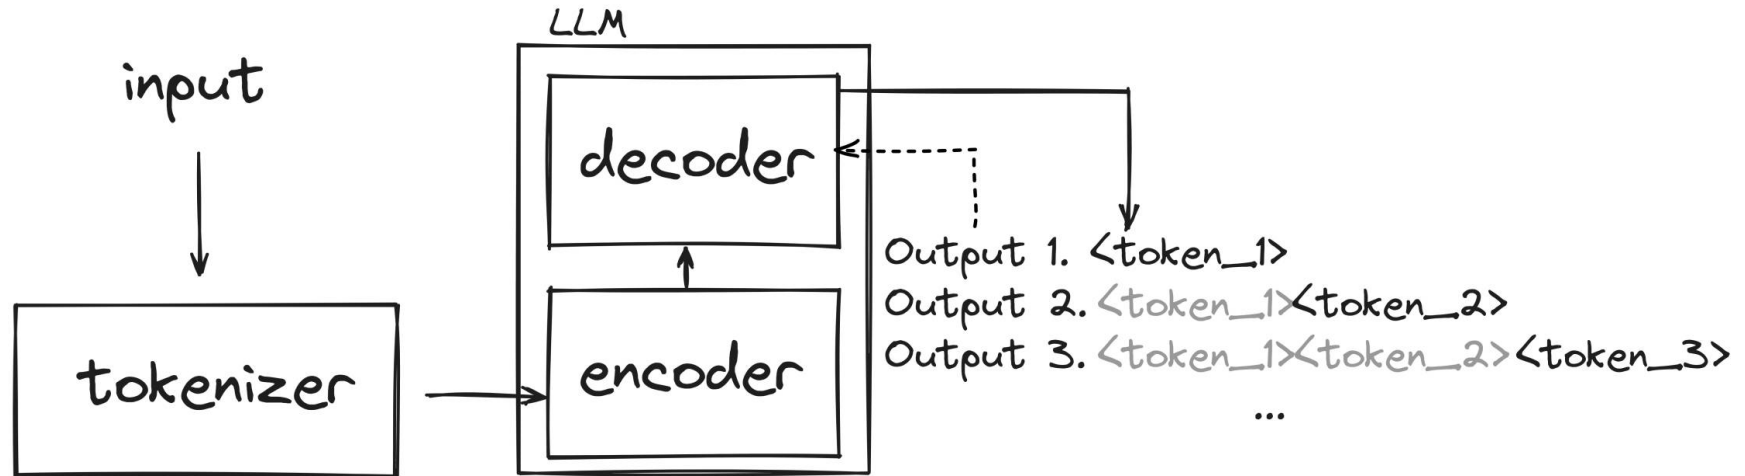 LLM
input
decoder
Output 1. <token_1>
Output 2. <token_1><token_2>
Output 3. <token_1><token_2><token_3>
tokenizer
encoder
...